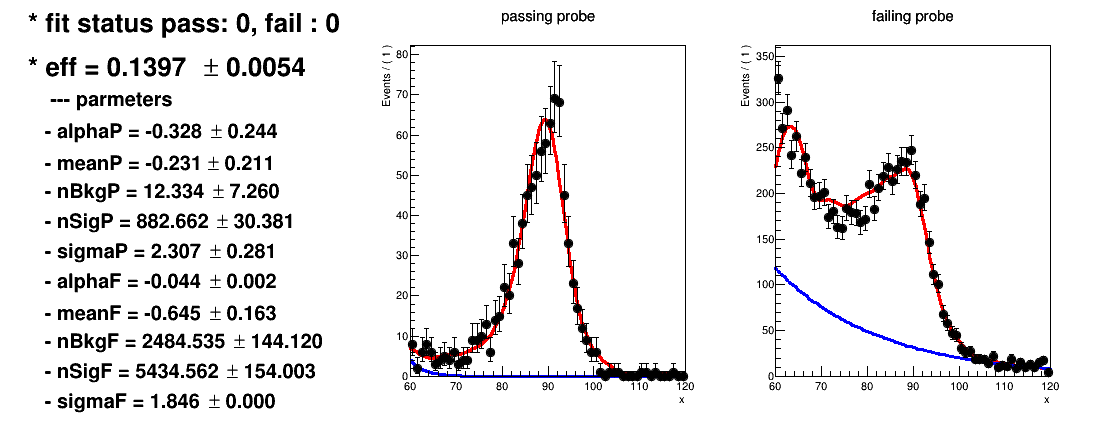 * fit status pass: 0, fail : 0
* eff = 0.1397 ± 0.0054
--- parmeters
- alphaP = -0.328 ± 0.244
- meanP = -0.231 ± 0.211
- nBkgP = 12.334 ± 7.260
- nSigP = 882.662 ± 30.381
- sigmaP = 2.307 ± 0.281
- alphaF = -0.044 ± 0.002
- meanF = -0.645 ± 0.163
- nBkgF = 2484.535 ± 144.120
- nSigF = 5434.562 ± 154.003
- sigmaF = 1.846 ± 0.000
passing probe
Events / ( 1 )
80
70
60
50
40
30
20
10
0
60 70 80 90 100 110 120
x
failing probe
Events / ( 1 )
350
300
250
200
150
100
50
0
60 70 80 90 100 110 120
x